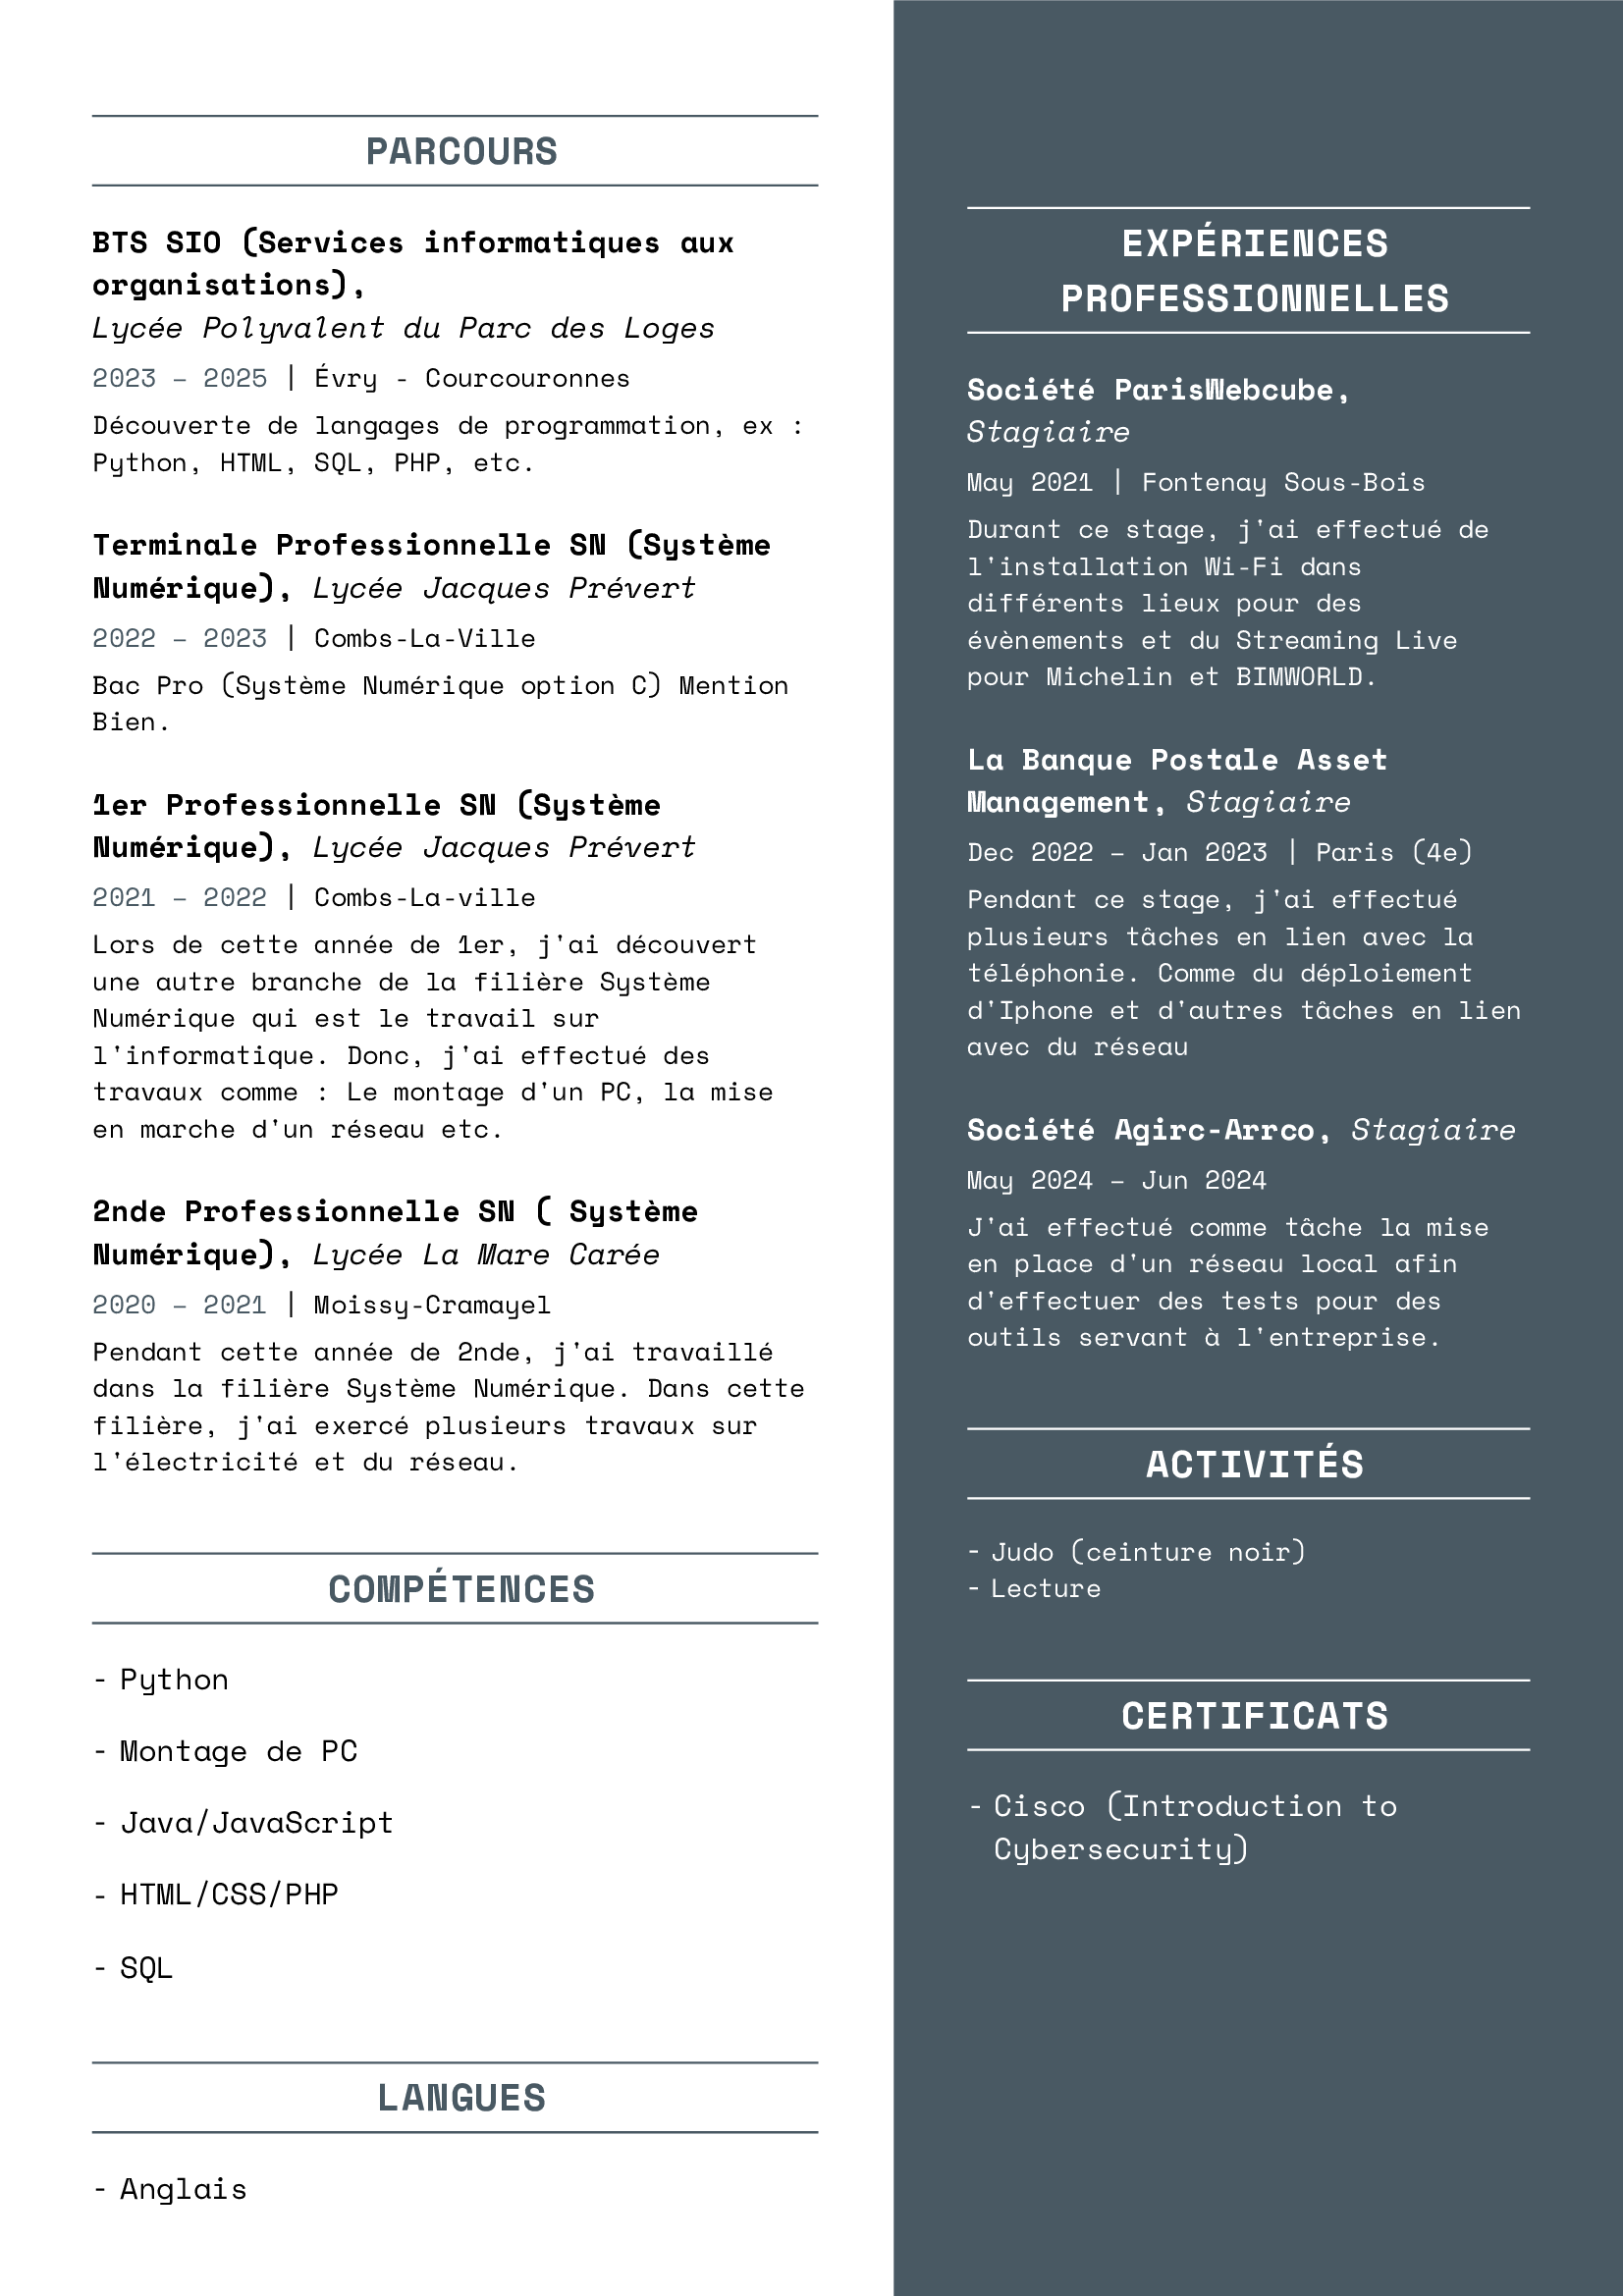 PARCOURS
BTS SIO (Services informatiques aux
organisations),
Lycée Polyvalent du Parc des Loges
2023 – 2025 | Évry - Courcouronnes
Découverte de langages de programmation, ex :
Python, HTML, SQL, PHP, etc.
Terminale Professionnelle SN (Système
Numérique), Lycée Jacques Prévert
2022 – 2023 | Combs-La-Ville
Bac Pro (Système Numérique option C) Mention
Bien.
1er Professionnelle SN (Système
Numérique), Lycée Jacques Prévert
2021 – 2022 | Combs-La-ville
Lors de cette année de 1er, j'ai découvert
une autre branche de la filière Système
Numérique qui est le travail sur
l'informatique. Donc, j'ai effectué des
travaux comme : Le montage d'un PC, la mise
en marche d'un réseau etc.
2nde Professionnelle SN ( Système
Numérique), Lycée La Mare Carée
2020 – 2021 | Moissy-Cramayel
Pendant cette année de 2nde, j'ai travaillé
dans la filière Système Numérique. Dans cette
filière, j'ai exercé plusieurs travaux sur
l'électricité et du réseau.
COMPÉTENCES
- Python
- Montage de PC
- Java/JavaScript
- HTML/CSS/PHP
- SQL
LANGUES
- Anglais
EXPÉRIENCES
PROFESSIONNELLES
Société ParisWebcube,
Stagiaire
May 2021 | Fontenay Sous-Bois
Durant ce stage, j'ai effectué de
l'installation Wi-Fi dans
différents lieux pour des
évènements et du Streaming Live
pour Michelin et BIMWORLD.
La Banque Postale Asset
Management, Stagiaire
Dec 2022 – Jan 2023 | Paris (4e)
Pendant ce stage, j'ai effectué
plusieurs tâches en lien avec la
téléphonie. Comme du déploiement
d'Iphone et d'autres tâches en lien
avec du réseau
Société Agirc-Arrco, Stagiaire
May 2024 – Jun 2024
J'ai effectué comme tâche la mise
en place d'un réseau local afin
d'effectuer des tests pour des
outils servant à l'entreprise.
ACTIVITÉS
- Judo (ceinture noir)
- Lecture
CERTIFICATS
- Cisco (Introduction to
Cybersecurity)